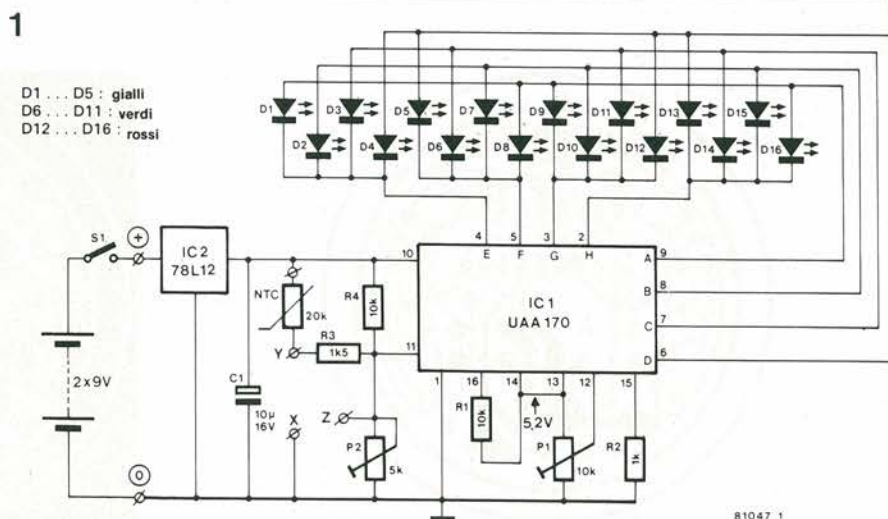 1
D1 . . . D5 : gialli
D6 . . . D11 : verdi
D12 . . . D16 : rossi
D1
D3
D5
D7
D9
D11
D13
D15
D2
D4
D6
D8
D10
D12
D14
D16
S1
+
IC2
78L12
NTC
20k
R4
10k
R3
1k5
Y
C1
10µ
16V
X
Z
P2
5k
2x9V
0
4
5
3
2
E
F
G
H
10
11
IC1
UAA 170
A
B
C
D
9
8
7
6
1
16
14
13
12
15
R1
10k
5,2V
P1
10k
R2
1k
81047 1